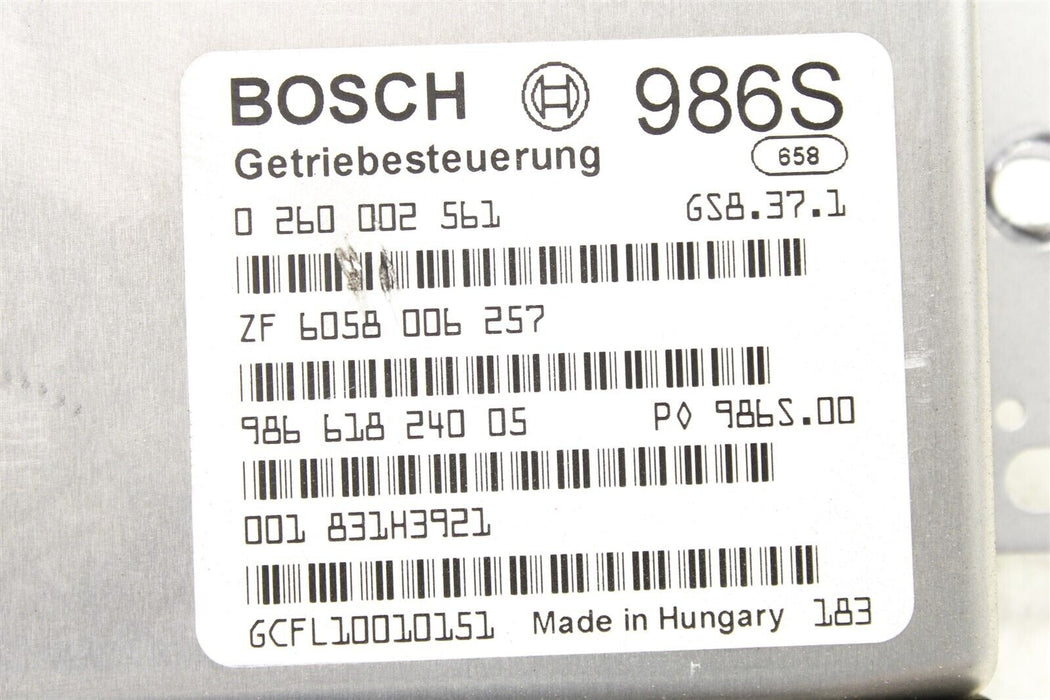 BOSCH 986S
Getriebesteuerung 658
0 260 002 561 GS8.37.1
ZF 6058 006 257
986 618 240 05 P◊ 986S.00
001 831H3921
GCFL10010151 Made in Hungary 183